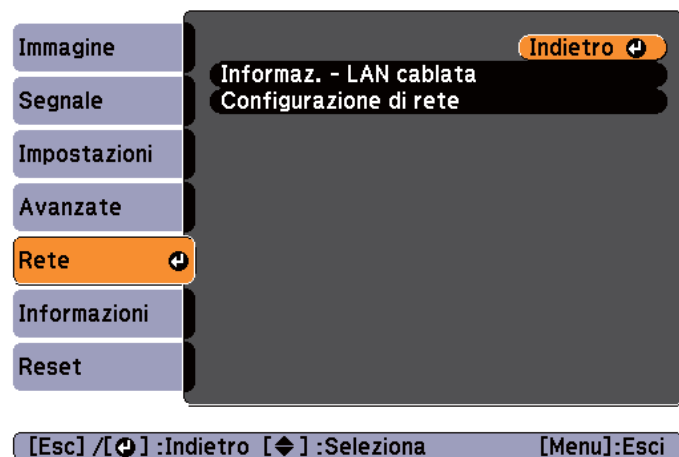 Immagine
Segnale
Impostazioni
Avanzate
Rete
Informazioni
Reset
Indietro
Informaz. - LAN cablata
Configurazione di rete
[Esc] /[ ] :Indietro [ ] :Seleziona [Menu]:Esci